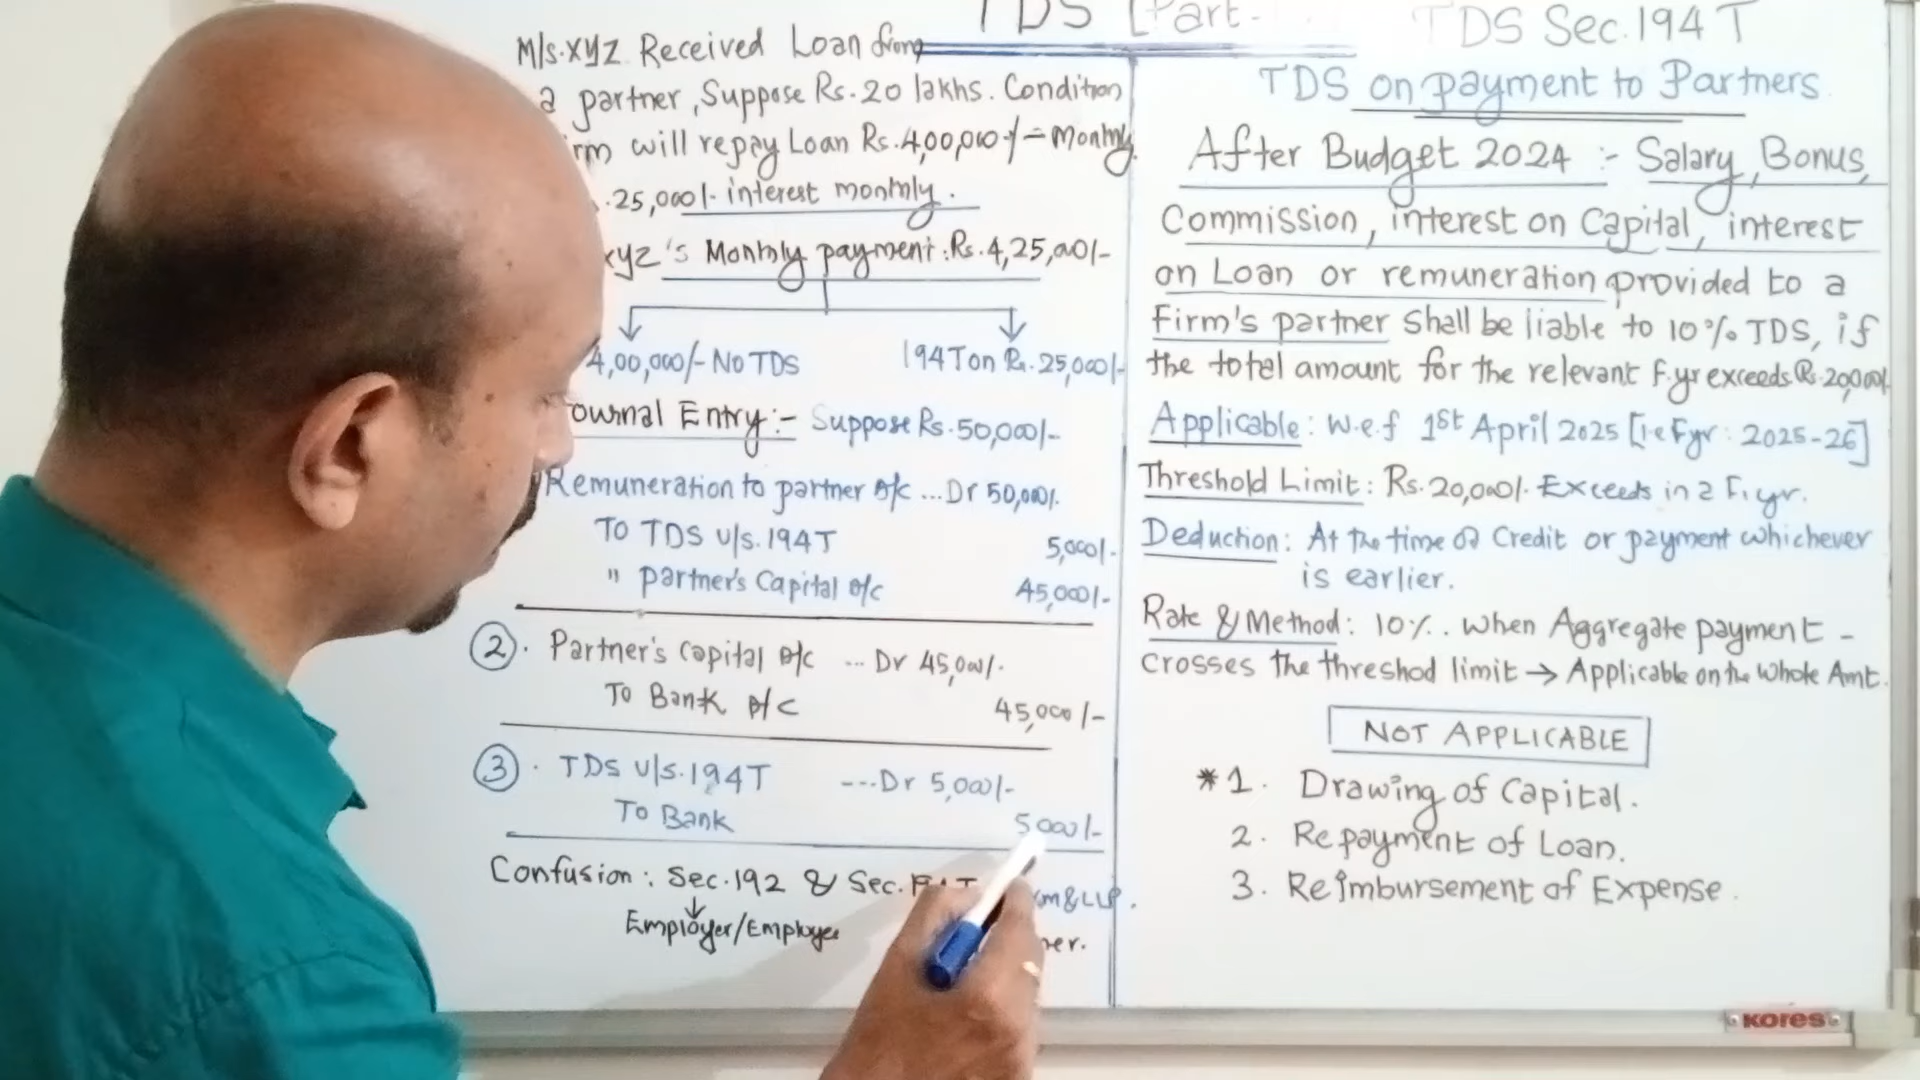 TDS [Part-
M/s.XYZ Received Loan from
a partner, Suppose Rs.20 lakhs. Condition
rm will repay Loan Rs.4,00,000/- Monthly.
.25,000/- interest monthly.
XYZ's Monthly payment: Rs.4,25,000/-
4,00,000/- No TDS
194T on Rs.25,000/-
ournal Entry:- Suppose Rs.50,000/-
Remuneration to partner A/c ...Dr 50,000/-
To TDS u/s.194T 5,000/-
" partner's Capital A/c 45,000/-
2. Partner's Capital A/c ... Dr 45,000/-
To Bank A/C 45,000/-
3. TDS u/s.194T ---Dr 5,000/-
To Bank 5000/-
Confusion: Sec.192 & Sec.
m & LLP.
Employer/Employee
ner.
TDS Sec.194T
TDS on payment to Partners
After Budget 2024 :- Salary, Bonus,
Commission, interest on Capital, interest
on Loan or remuneration provided to a
Firm's partner Shall be liable to 10% TDS, if
the total amount for the relevant F.yr exceeds Rs.20,000/-
Applicable: w.e.f 1st April 2025 [i.e Fyr: 2025-26]
Threshold Limit: Rs.20,000/- Exceeds in a F.yr.
Deduction: At the time of Credit or payment whichever
is earlier.
Rate & Method: 10%. when Aggregate payment -
crosses the threshod limit → Applicable on the whole Amt.
NOT APPLICABLE
*1. Drawing of Capital.
2. Repayment of Loan.
3. Reimbursement of Expense.
Kores